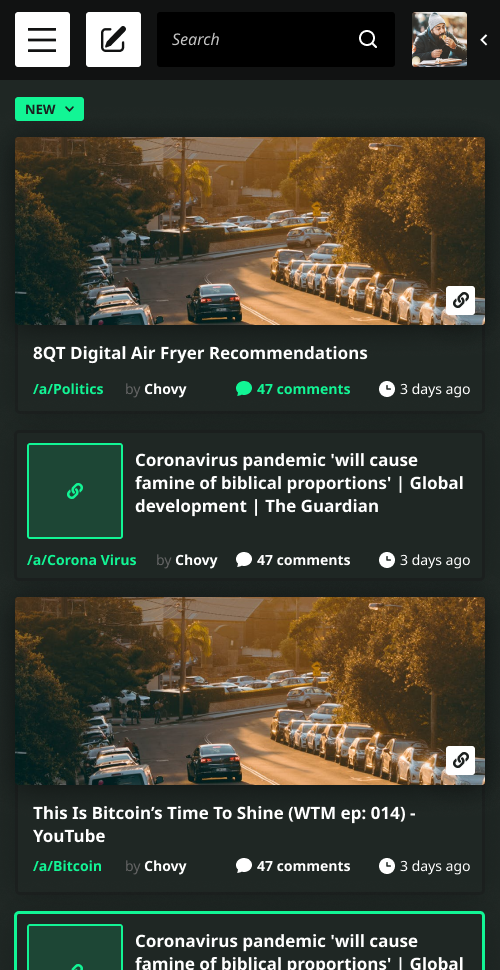 Search
NEW
8QT Digital Air Fryer Recommendations
/a/Politics by Chovy 47 comments 3 days ago
Coronavirus pandemic 'will cause
famine of biblical proportions' | Global
development | The Guardian
/a/Corona Virus by Chovy 47 comments 3 days ago
This Is Bitcoin’s Time To Shine (WTM ep: 014) -
YouTube
/a/Bitcoin by Chovy 47 comments 3 days ago
Coronavirus pandemic 'will cause
famine of biblical proportions' | Global